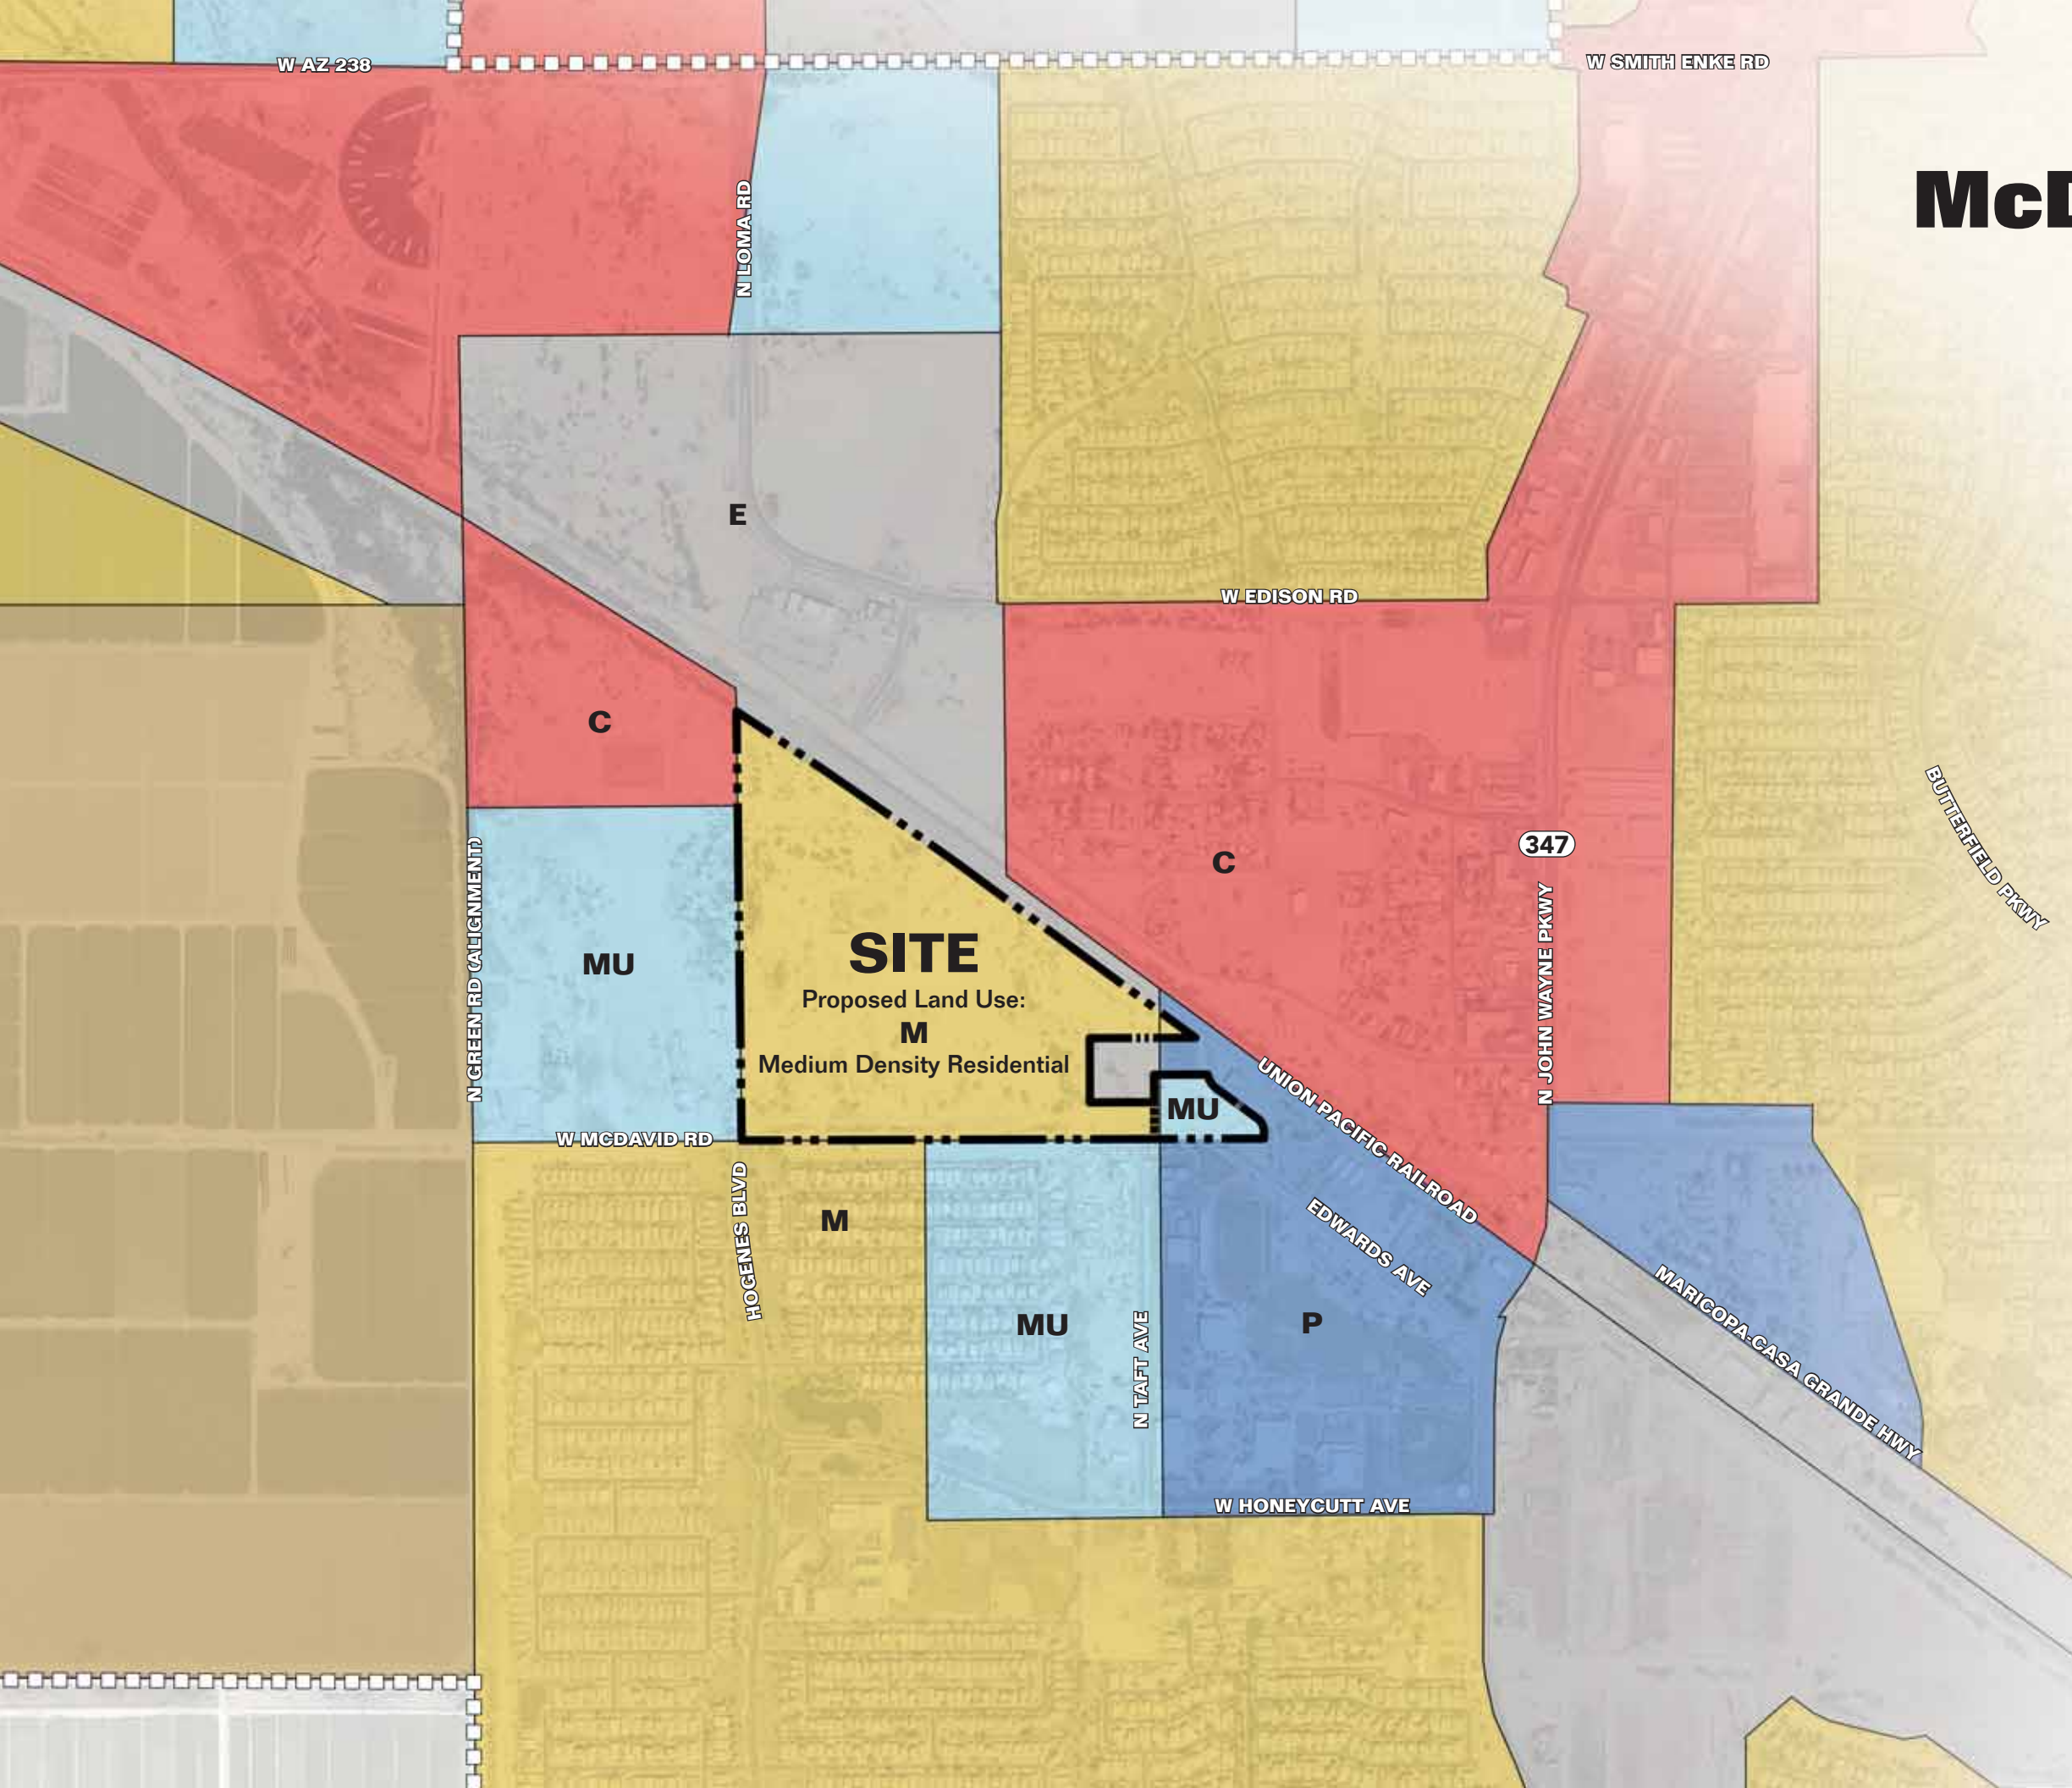 W AZ 238
W SMITH ENKE RD
McD
N LOMA RD
E
W EDISON RD
C
BUTTERFIELD PKWY
347
C
N GREEN RD (ALIGNMENT)
N JOHN WAYNE PKWY
MU
SITE
Proposed Land Use:
M
Medium Density Residential
MU
UNION PACIFIC RAILROAD
W MCDAVID RD
HOGENES BLVD
M
EDWARDS AVE
MARICOPA-CASA GRANDE HWY
MU
N TAFT AVE
P
W HONEYCUTT AVE